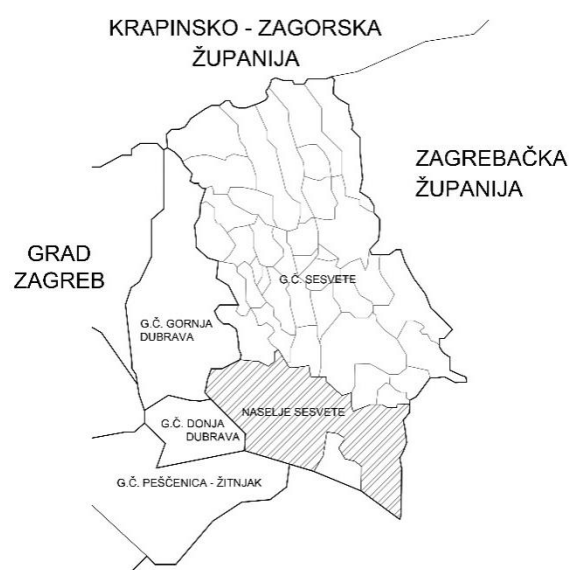 KRAPINSKO - ZAGORSKA
ŽUPANIJA
ZAGREBAČKA
ŽUPANIJA
GRAD
ZAGREB
G.Č. SESVETE
G.Č. GORNJA
DUBRAVA
NASELJE SESVETE
G.Č. DONJA
DUBRAVA
G.Č. PEŠČENICA - ŽITNJAK